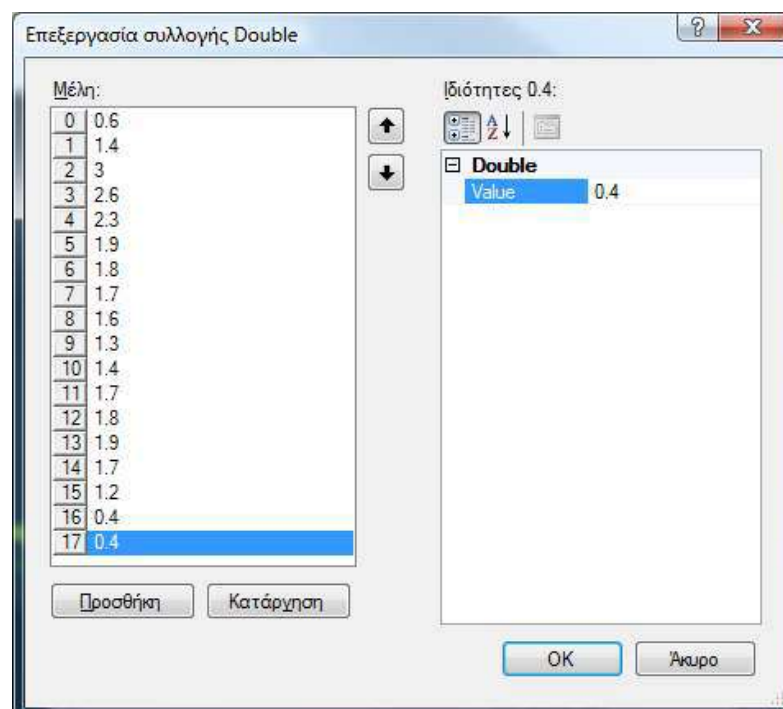 Επεξεργασία συλλογής Double
Μέλη:
0 0.6
1 1.4
2 3
3 2.6
4 2.3
5 1.9
6 1.8
7 1.7
8 1.6
9 1.3
10 1.4
11 1.7
12 1.8
13 1.9
14 1.7
15 1.2
16 0.4
17 0.4
Προσθήκη Κατάργηση
Ιδιότητες 0.4:
Double
Value 0.4
OK Άκυρο